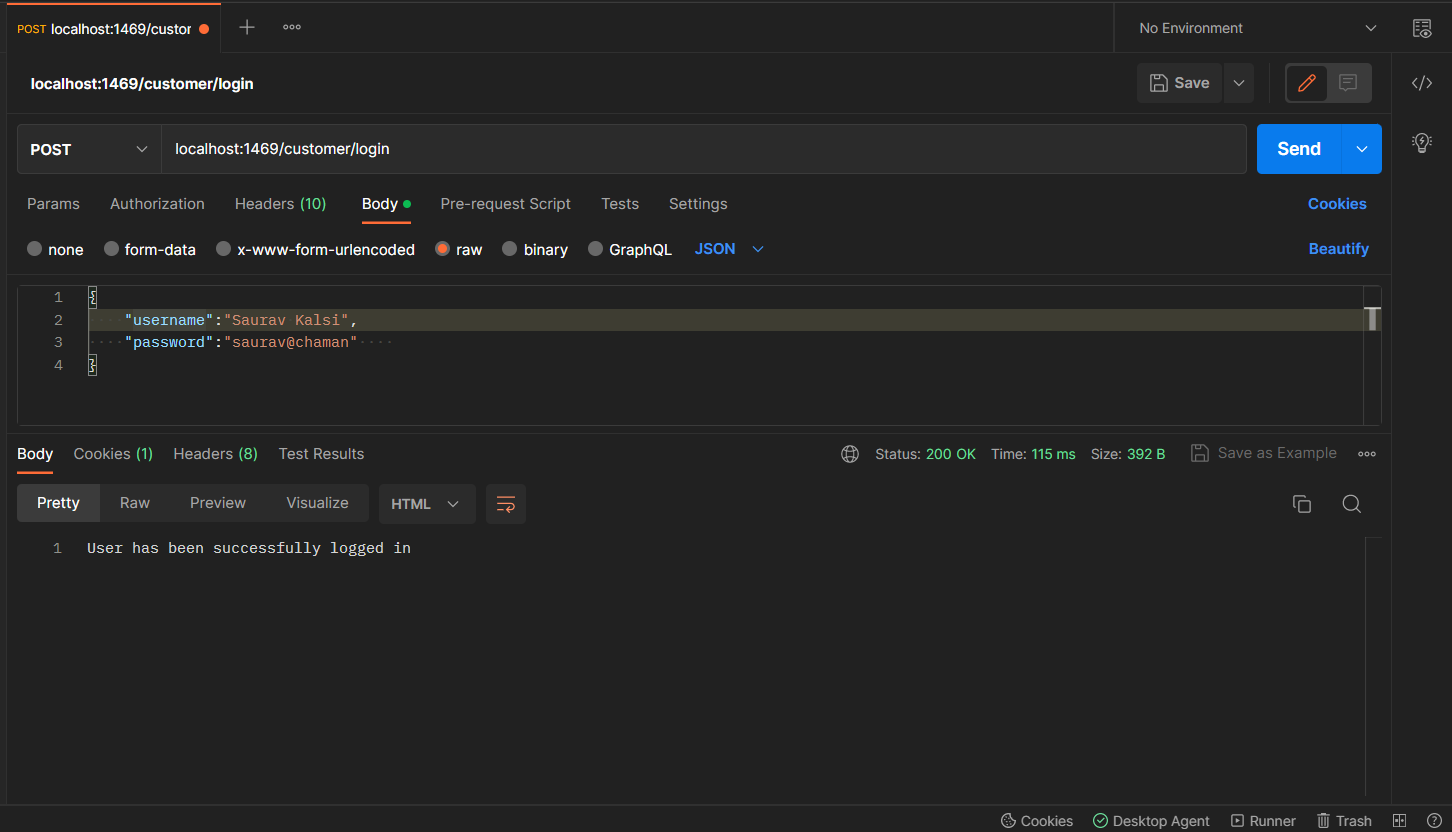 POST localhost:1469/custor
No Environment
localhost:1469/customer/login
Save
POST
localhost:1469/customer/login
Send
Params Authorization Headers (10) Body Pre-request Script Tests Settings Cookies
none form-data x-www-form-urlencoded raw binary GraphQL JSON Beautify
1 {
2 "username":"Saurav Kalsi",
3 "password":"saurav@chaman"
4 }
Body Cookies (1) Headers (8) Test Results Status: 200 OK Time: 115 ms Size: 392 B Save as Example
Pretty Raw Preview Visualize HTML
1 User has been successfully logged in
Cookies Desktop Agent Runner Trash